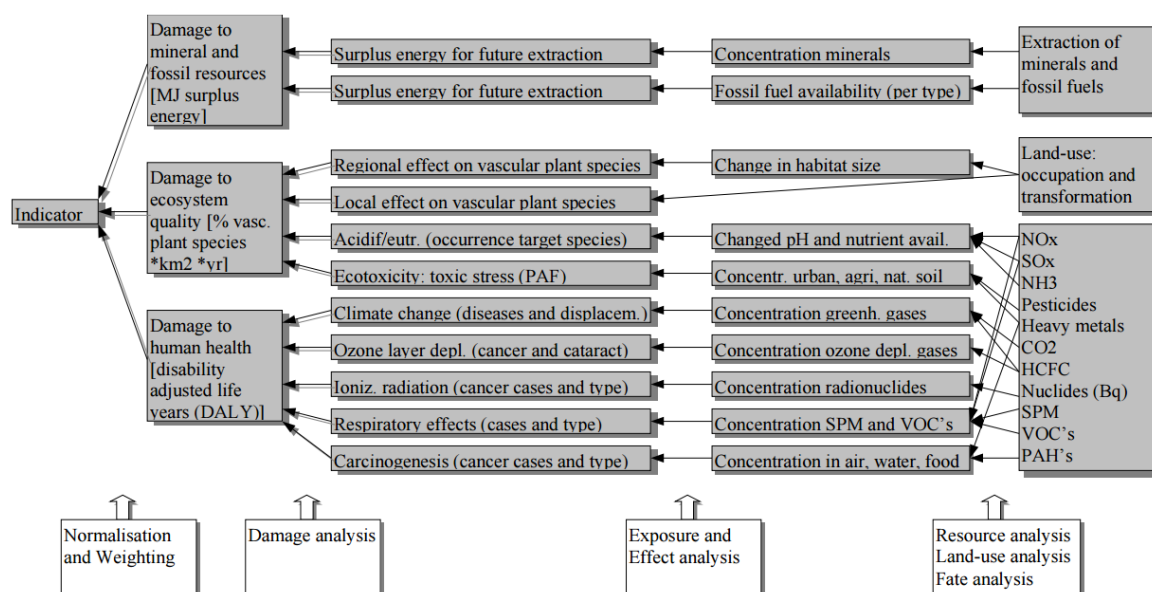 Damage to
mineral and
fossil resources
[MJ surplus
energy]
Surplus energy for future extraction
Concentration minerals
Extraction of
minerals and
fossil fuels
Surplus energy for future extraction
Fossil fuel availability (per type)
Indicator
Damage to
ecosystem
quality [% vasc.
plant species
*km2 *yr]
Regional effect on vascular plant species
Change in habitat size
Land-use:
occupation and
transformation
Local effect on vascular plant species
Acidif/eutr. (occurrence target species)
Changed pH and nutrient avail.
Ecotoxicity: toxic stress (PAF)
Concentr. urban, agri, nat. soil
Damage to
human health
[disability
adjusted life
years (DALY)]
Climate change (diseases and displacem.)
Concentration greenh. gases
Ozone layer depl. (cancer and cataract)
Concentration ozone depl. gases
Ioniz. radiation (cancer cases and type)
Concentration radionuclides
Respiratory effects (cases and type)
Concentration SPM and VOC's
Carcinogenesis (cancer cases and type)
Concentration in air, water, food
NOx
SOx
NH3
Pesticides
Heavy metals
CO2
HCFC
Nuclides (Bq)
SPM
VOC's
PAH's
Normalisation
and Weighting
Damage analysis
Exposure and
Effect analysis
Resource analysis
Land-use analysis
Fate analysis